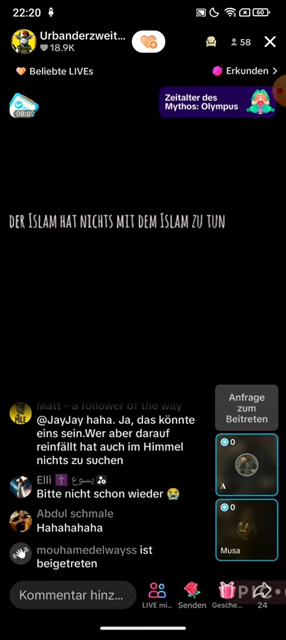 22:20
60
Urbanderzweit...
18.9K
58
Beliebte LIVEs
Erkunden >
08:02
Zeitalter des
Mythos: Olympus
DER ISLAM HAT NICHTS MIT DEM ISLAM ZU TUN
Anfrage
zum
Beitreten
Matt - a follower of the way
@JayJay haha. Ja, das könnte
eins sein.Wer aber darauf
reinfällt hat auch im Himmel
nichts zu suchen
0
A
Elli ✝️ يسوع
Bitte nicht schon wieder 😭
Abdul schmale
Hahahahaha
0
Musa
mouhamedelwayss ist
beigetreten
Kommentar hinz...
LIVE mi...
Senden
Gesche...
24